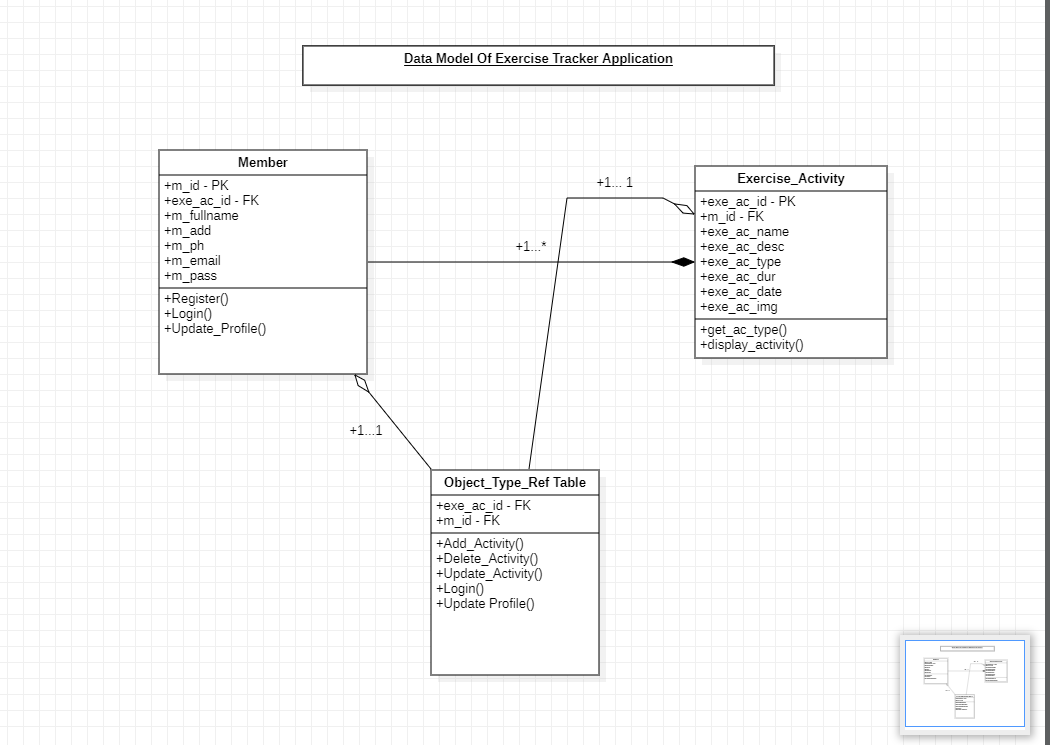 Data Model Of Exercise Tracker Application
Member
+m_id - PK
+exe_ac_id - FK
+m_fullname
+m_add
+m_ph
+m_email
+m_pass
+Register()
+Login()
+Update_Profile()
+1... 1
+1...*
Exercise_Activity
+exe_ac_id - PK
+m_id - FK
+exe_ac_name
+exe_ac_desc
+exe_ac_type
+exe_ac_dur
+exe_ac_date
+exe_ac_img
+get_ac_type()
+display_activity()
+1...1
Object_Type_Ref Table
+exe_ac_id - FK
+m_id - FK
+Add_Activity()
+Delete_Activity()
+Update_Activity()
+Login()
+Update Profile()